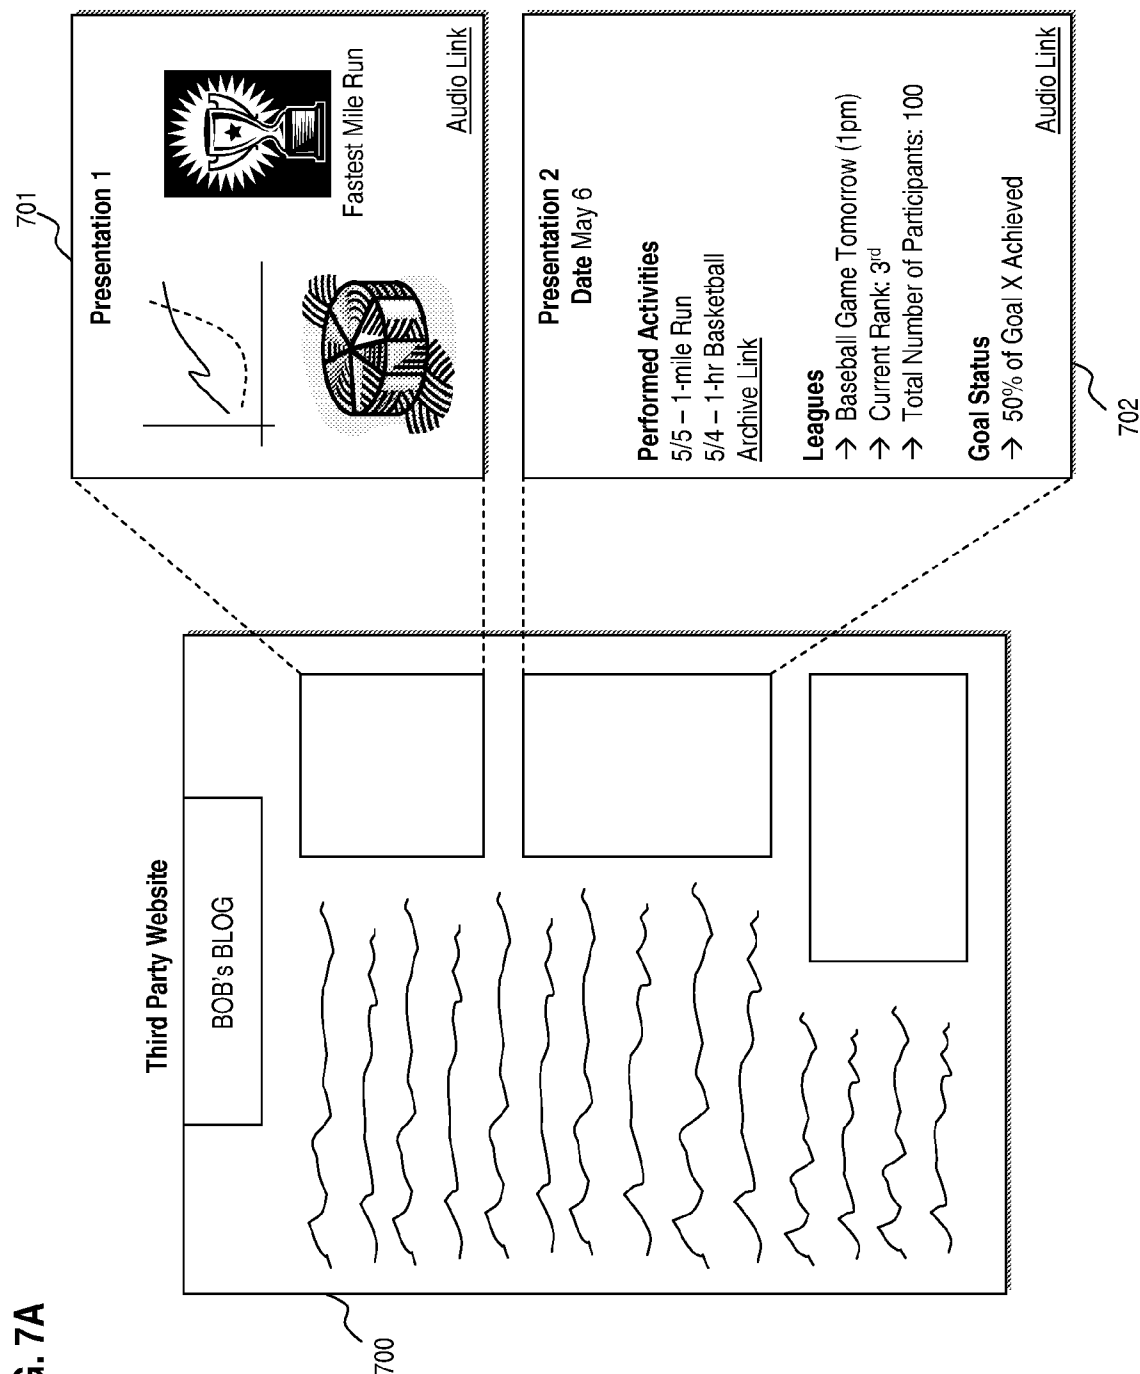 Third Party Website
BOB's BLOG
700
701
Presentation 1
Fastest Mile Run
Audio Link
Presentation 2
Date May 6
Performed Activities
5/5 – 1-mile Run
5/4 – 1-hr Basketball
Archive Link
Leagues
→ Baseball Game Tomorrow (1pm)
→ Current Rank: 3rd
→ Total Number of Participants: 100
Goal Status
→ 50% of Goal X Achieved
Audio Link
702
G. 7A